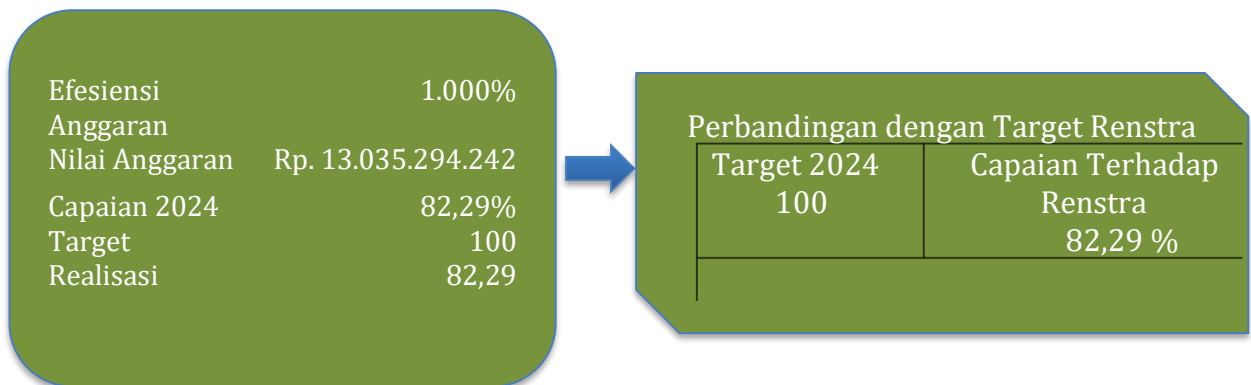 Efesiensi 1.000%
Anggaran
Nilai Anggaran Rp. 13.035.294.242
Capaian 2024 82,29%
Target 100
Realisasi 82,29
Perbandingan dengan Target Renstra
Target 2024 Capaian Terhadap
100 Renstra
82,29 %